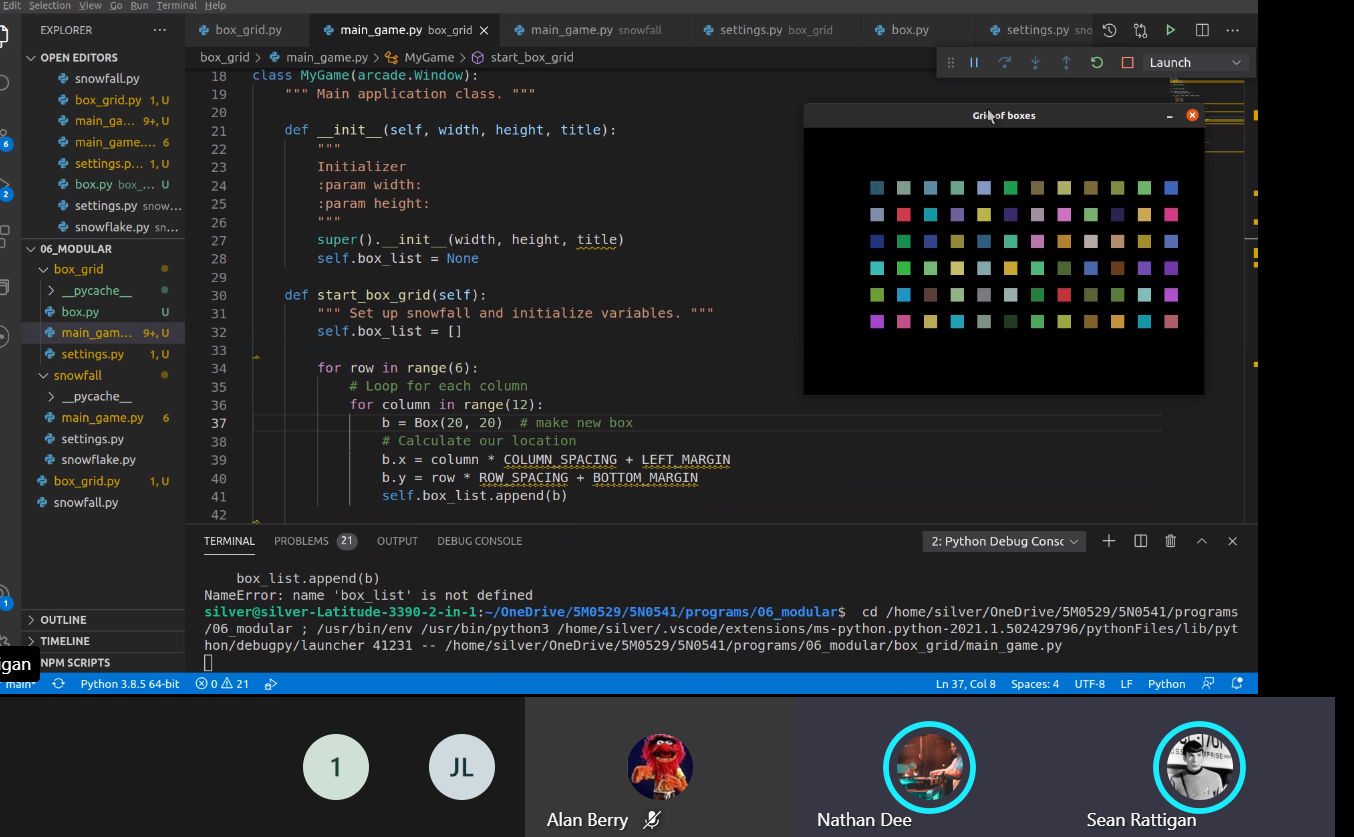 Edit Selection View Go Run Terminal Help
EXPLORER ···
box_grid.py main_game.py box_grid × main_game.py snowfall settings.py box_grid box.py settings.py sno
box_grid > main_game.py > MyGame > start_box_grid
Launch
OPEN EDITORS
snowfall.py
box_grid.py 1, U
main_ga... 9+, U
main_game.... 6
settings.p... 1, U
box.py box_... U
settings.py snow...
snowflake.py sn...
06_MODULAR
box_grid
__pycache__
box.py U
main_gam... 9+, U
settings.py 1, U
snowfall
__pycache__
main_game.py 6
settings.py
snowflake.py
box_grid.py 1, U
snowfall.py
OUTLINE
TIMELINE
NPM SCRIPTS
18 class MyGame(arcade.Window):
19 """ Main application class. """
20
21 def __init__(self, width, height, title):
22 """
23 Initializer
24 :param width:
25 :param height:
26 """
27 super().__init__(width, height, title)
28 self.box_list = None
29
30 def start_box_grid(self):
31 """ Set up snowfall and initialize variables. """
32 self.box_list = []
33
34 for row in range(6):
35 # Loop for each column
36 for column in range(12):
37 b = Box(20, 20) # make new box
38 # Calculate our location
39 b.x = column * COLUMN_SPACING + LEFT_MARGIN
40 b.y = row * ROW_SPACING + BOTTOM_MARGIN
41 self.box_list.append(b)
42
Grid of boxes
TERMINAL PROBLEMS 21 OUTPUT DEBUG CONSOLE
2: Python Debug Consc
box_list.append(b)
NameError: name 'box_list' is not defined
silver@silver-Latitude-3390-2-in-1:~/OneDrive/5M0529/5N0541/programs/06_modular$ cd /home/silver/OneDrive/5M0529/5N0541/programs
/06_modular ; /usr/bin/env /usr/bin/python3 /home/silver/.vscode/extensions/ms-python.python-2021.1.502429796/pythonFiles/lib/pyt
hon/debugpy/launcher 41231 -- /home/silver/OneDrive/5M0529/5N0541/programs/06_modular/box_grid/main_game.py
6
2
1
igan
main* Python 3.8.5 64-bit 0 21 Ln 37, Col 8 Spaces: 4 UTF-8 LF Python
1 JL
Alan Berry Nathan Dee Sean Rattigan